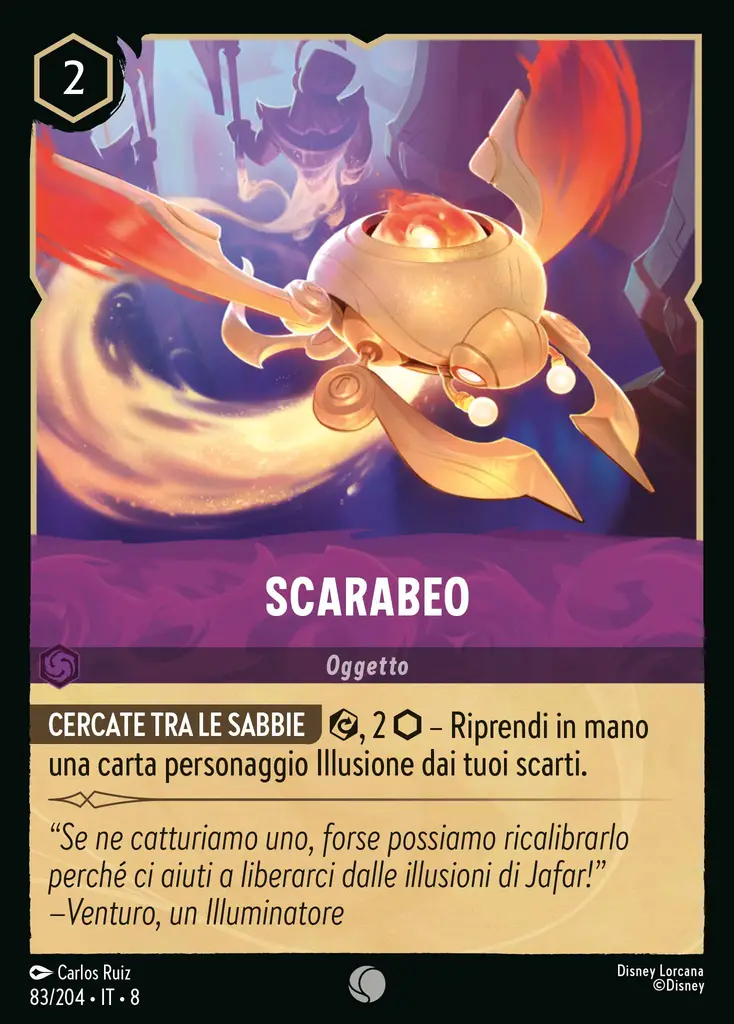 2
SCARABEO
Oggetto
CERCATE TRA LE SABBIE , 2 – Riprendi in mano
una carta personaggio Illusione dai tuoi scarti.
“Se ne catturiamo uno, forse possiamo ricalibrarlo
perché ci aiuti a liberarci dalle illusioni di Jafar!”
–Venturo, un Illuminatore
Carlos Ruiz
83/204 • IT • 8
Disney Lorcana
©Disney